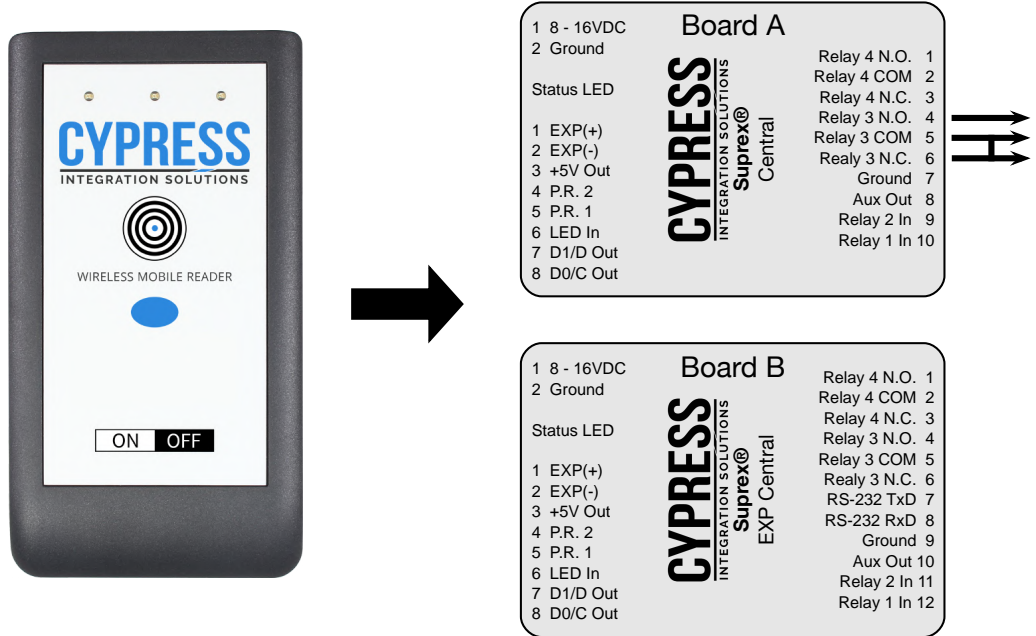 CYPRESS
INTEGRATION SOLUTIONS
WIRELESS MOBILE READER
ON OFF
Board A
1 8 - 16VDC
2 Ground
Status LED
1 EXP(+)
2 EXP(-)
3 +5V Out
4 P.R. 2
5 P.R. 1
6 LED In
7 D1/D Out
8 D0/C Out
CYPRESS
INTEGRATION SOLUTIONS
Suprex®
Central
Relay 4 N.O. 1
Relay 4 COM 2
Relay 4 N.C. 3
Relay 3 N.O. 4
Relay 3 COM 5
Realy 3 N.C. 6
Ground 7
Aux Out 8
Relay 2 In 9
Relay 1 In 10
Board B
1 8 - 16VDC
2 Ground
Status LED
1 EXP(+)
2 EXP(-)
3 +5V Out
4 P.R. 2
5 P.R. 1
6 LED In
7 D1/D Out
8 D0/C Out
CYPRESS
INTEGRATION SOLUTIONS
Suprex®
EXP Central
Relay 4 N.O. 1
Relay 4 COM 2
Relay 4 N.C. 3
Relay 3 N.O. 4
Relay 3 COM 5
Realy 3 N.C. 6
RS-232 TxD 7
RS-232 RxD 8
Ground 9
Aux Out 10
Relay 2 In 11
Relay 1 In 12